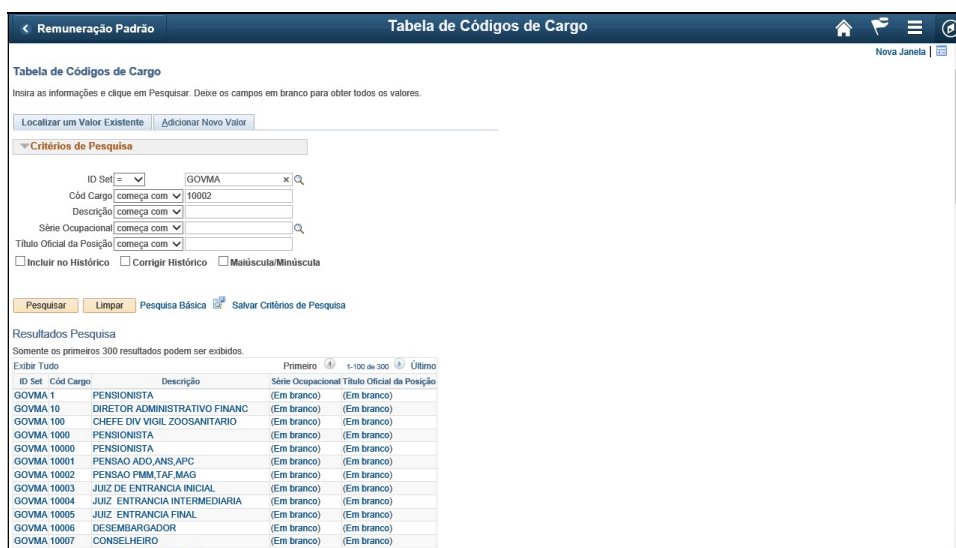 Remuneração Padrão
Tabela de Códigos de Cargo
Nova Janela |
Tabela de Códigos de Cargo
Insira as informações e clique em Pesquisar. Deixe os campos em branco para obter todos os valores.
Localizar um Valor Existente Adicionar Novo Valor
Critérios de Pesquisa
ID Set = GOVMA ×
Cód Cargo começa com 10002
Descrição começa com
Série Ocupacional começa com
Título Oficial da Posição começa com
Incluir no Histórico Corrigir Histórico Maiúscula/Minúscula
Pesquisar Limpar Pesquisa Básica Salvar Critérios de Pesquisa
Resultados Pesquisa
Somente os primeiros 300 resultados podem ser exibidos.
Exibir Tudo Primeiro 1-100 de 300 Último
ID Set Cód Cargo Descrição Série Ocupacional Título Oficial da Posição
GOVMA 1 PENSIONISTA (Em branco) (Em branco)
GOVMA 10 DIRETOR ADMINISTRATIVO FINANC (Em branco) (Em branco)
GOVMA 100 CHEFE DIV VIGIL ZOOSANITARIO (Em branco) (Em branco)
GOVMA 1000 PENSIONISTA (Em branco) (Em branco)
GOVMA 10000 PENSIONISTA (Em branco) (Em branco)
GOVMA 10001 PENSAO ADO,ANS,APC (Em branco) (Em branco)
GOVMA 10002 PENSAO PMM,TAF,MAG (Em branco) (Em branco)
GOVMA 10003 JUIZ DE ENTRANCIA INICIAL (Em branco) (Em branco)
GOVMA 10004 JUIZ ENTRANCIA INTERMEDIARIA (Em branco) (Em branco)
GOVMA 10005 JUIZ ENTRANCIA FINAL (Em branco) (Em branco)
GOVMA 10006 DESEMBARGADOR (Em branco) (Em branco)
GOVMA 10007 CONSELHEIRO (Em branco) (Em branco)